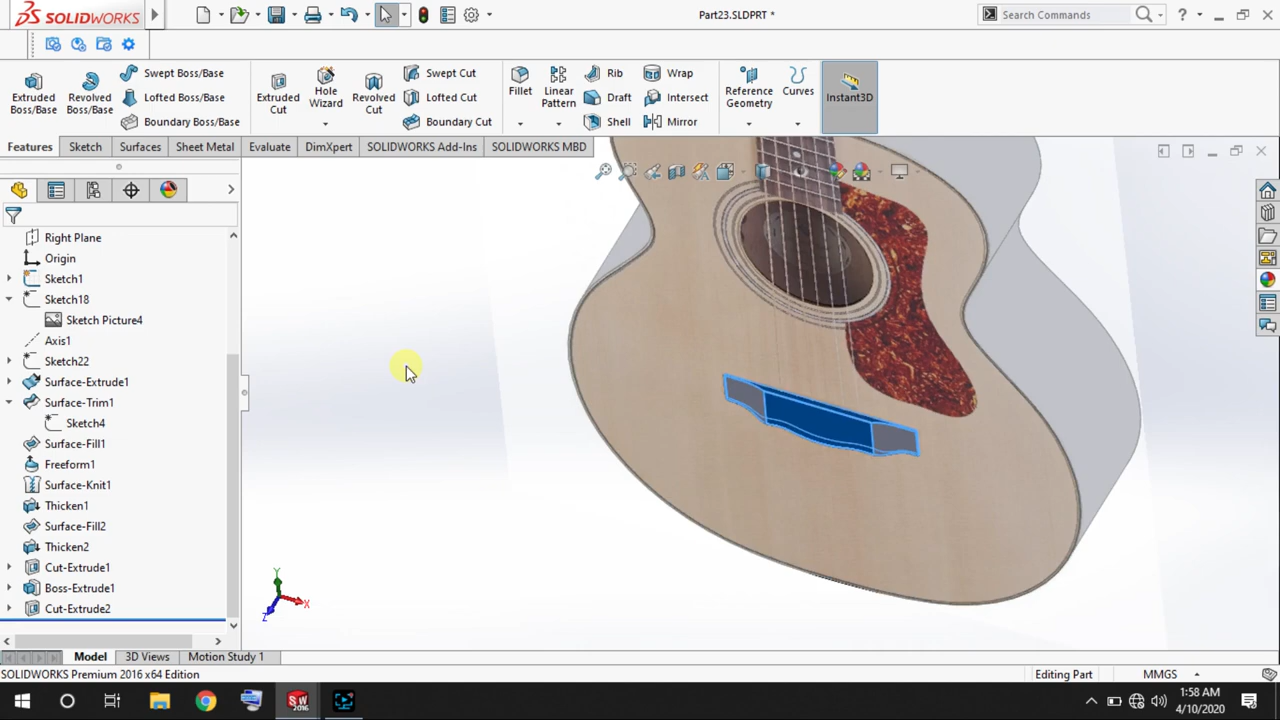 SOLIDWORKS
Part23.SLDPRT *
Search Commands
?
Extruded Boss/Base
Revolved Boss/Base
Swept Boss/Base
Lofted Boss/Base
Boundary Boss/Base
Extruded Cut
Hole Wizard
Revolved Cut
Swept Cut
Lofted Cut
Boundary Cut
Fillet
Linear Pattern
Rib
Draft
Shell
Wrap
Intersect
Mirror
Reference Geometry
Curves
Instant3D
Features
Sketch
Surfaces
Sheet Metal
Evaluate
DimXpert
SOLIDWORKS Add-Ins
SOLIDWORKS MBD
Right Plane
Origin
Sketch1
Sketch18
Sketch Picture4
Axis1
Sketch22
Surface-Extrude1
Surface-Trim1
Sketch4
Surface-Fill1
Freeform1
Surface-Knit1
Thicken1
Surface-Fill2
Thicken2
Cut-Extrude1
Boss-Extrude1
Cut-Extrude2
Y
X
Z
Model
3D Views
Motion Study 1
SOLIDWORKS Premium 2016 x64 Edition
Editing Part
MMGS
SW
2016
1:58 AM
4/10/2020